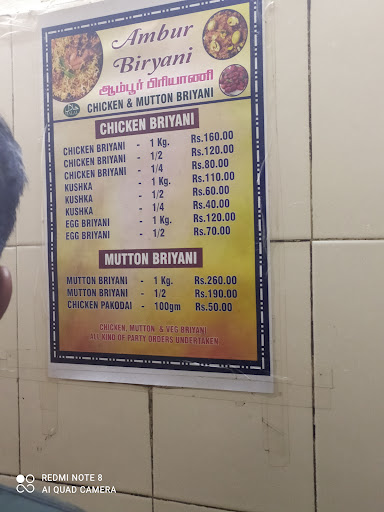 Ambur
Biryani
ஆம்பூர் பிரியாணி
CHICKEN & MUTTON BRIYANI
CHICKEN BRIYANI
CHICKEN BRIYANI - 1 Kg. Rs.160.00
CHICKEN BRIYANI - 1/2 Rs.120.00
CHICKEN BRIYANI - 1/4 Rs.80.00
KUSHKA - 1 Kg. Rs.110.00
KUSHKA - 1/2 Rs.60.00
KUSHKA - 1/4 Rs.40.00
EGG BRIYANI - 1 Kg. Rs.120.00
EGG BRIYANI - 1/2 Rs.70.00
MUTTON BRIYANI
MUTTON BRIYANI - 1 Kg. Rs.260.00
MUTTON BRIYANI - 1/2 Rs.190.00
CHICKEN PAKODAI - 100gm Rs.50.00
CHICKEN, MUTTON, & VEG BRIYANI
ALL KIND OF PARTY ORDERS UNDERTAKEN
REDMI NOTE 8
AI QUAD CAMERA